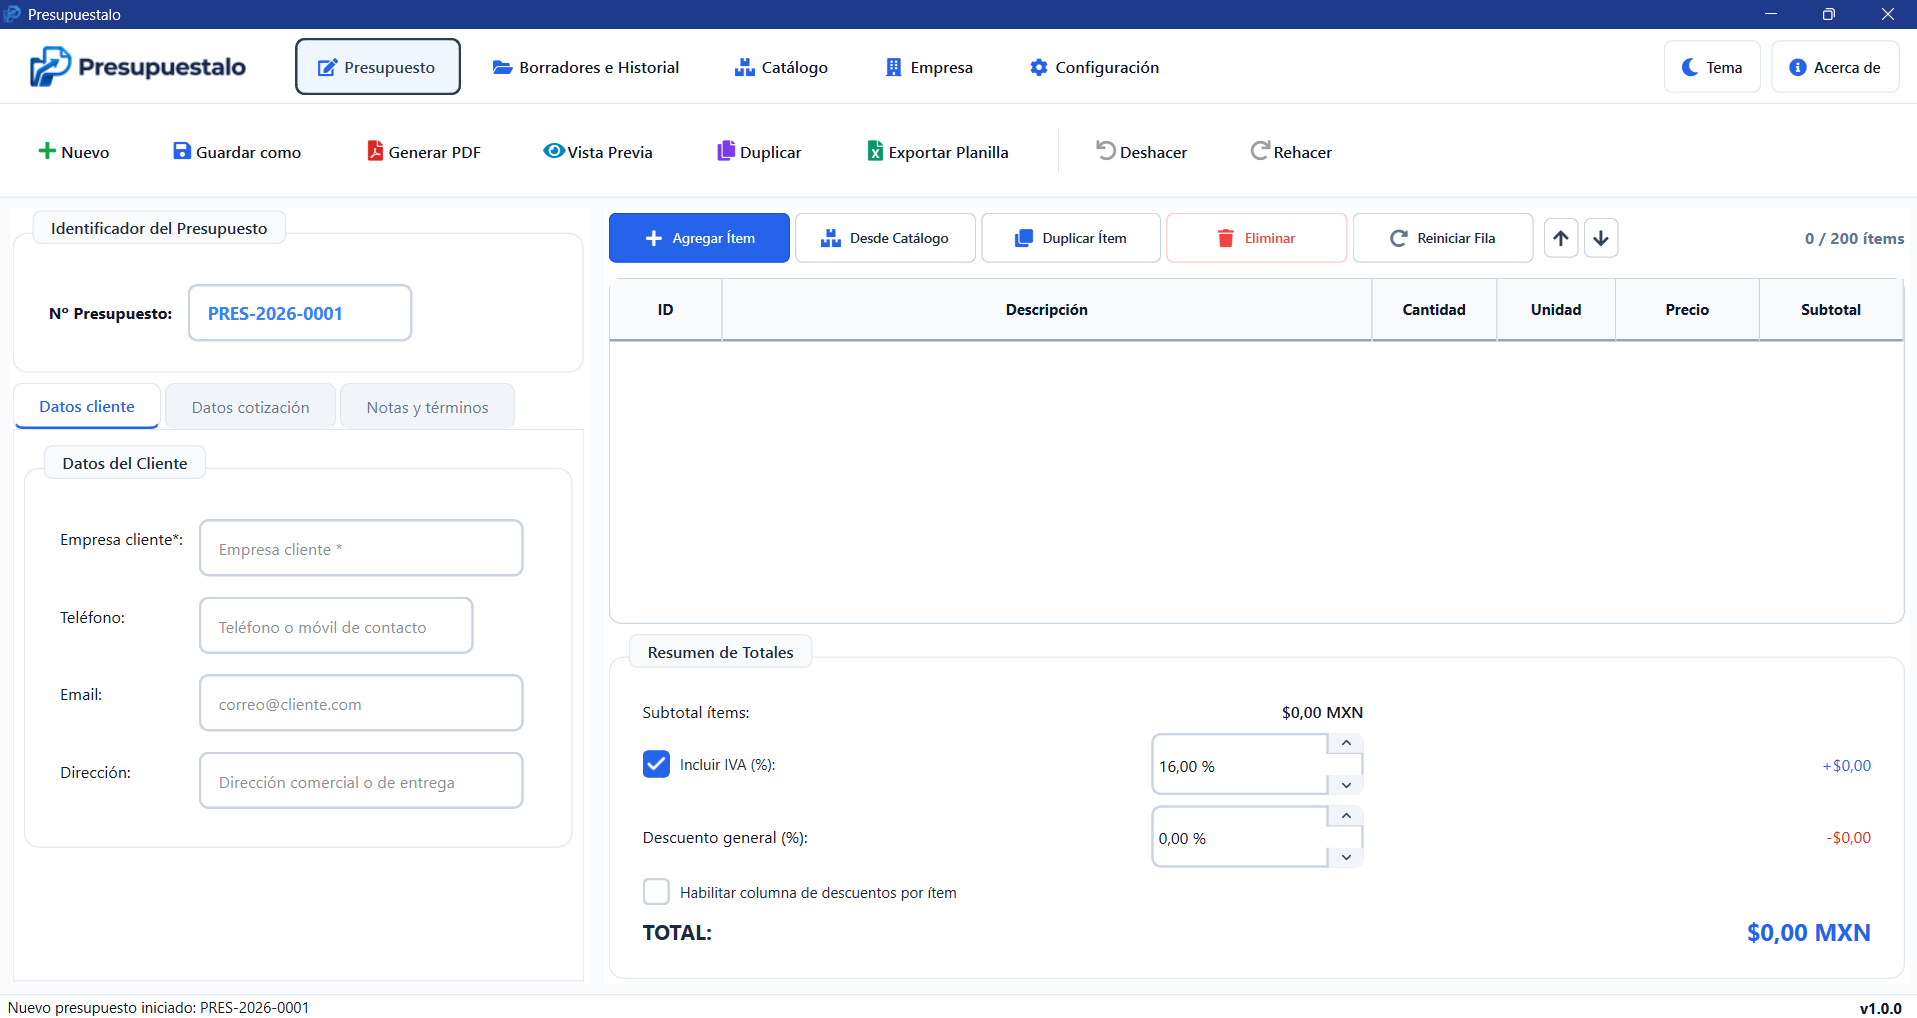 Presupuestalo
Presupuestalo
Presupuesto
Borradores e Historial
Catálogo
Empresa
Configuración
Tema
Acerca de
Nuevo
Guardar como
Generar PDF
Vista Previa
Duplicar
Exportar Planilla
Deshacer
Rehacer
Identificador del Presupuesto
Nº Presupuesto:
PRES-2026-0001
Datos cliente
Datos cotización
Notas y términos
Datos del Cliente
Empresa cliente*:
Empresa cliente *
Teléfono:
Teléfono o móvil de contacto
Email:
correo@cliente.com
Dirección:
Dirección comercial o de entrega
Agregar Ítem
Desde Catálogo
Duplicar Ítem
Eliminar
Reiniciar Fila
0 / 200 ítems
ID
Descripción
Cantidad
Unidad
Precio
Subtotal
Resumen de Totales
Subtotal ítems:
$0,00 MXN
Incluir IVA (%):
16,00 %
+$0,00
Descuento general (%):
0,00 %
-$0,00
Habilitar columna de descuentos por ítem
TOTAL:
$0,00 MXN
Nuevo presupuesto iniciado: PRES-2026-0001
v1.0.0